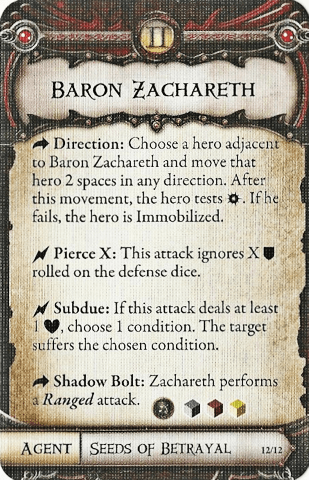 II
BARON ZACHARETH
Direction: Choose a hero adjacent
to Baron Zachareth and move that
hero 2 spaces in any direction. After
this movement, the hero tests . If he
fails, the hero is Immobilized.
Pierce X: This attack ignores X
rolled on the defense dice.
Subdue: If this attack deals at least
1 , choose 1 condition. The target
suffers the chosen condition.
Shadow Bolt: Zachareth performs
a Ranged attack.
AGENT SEEDS OF BETRAYAL 12/12